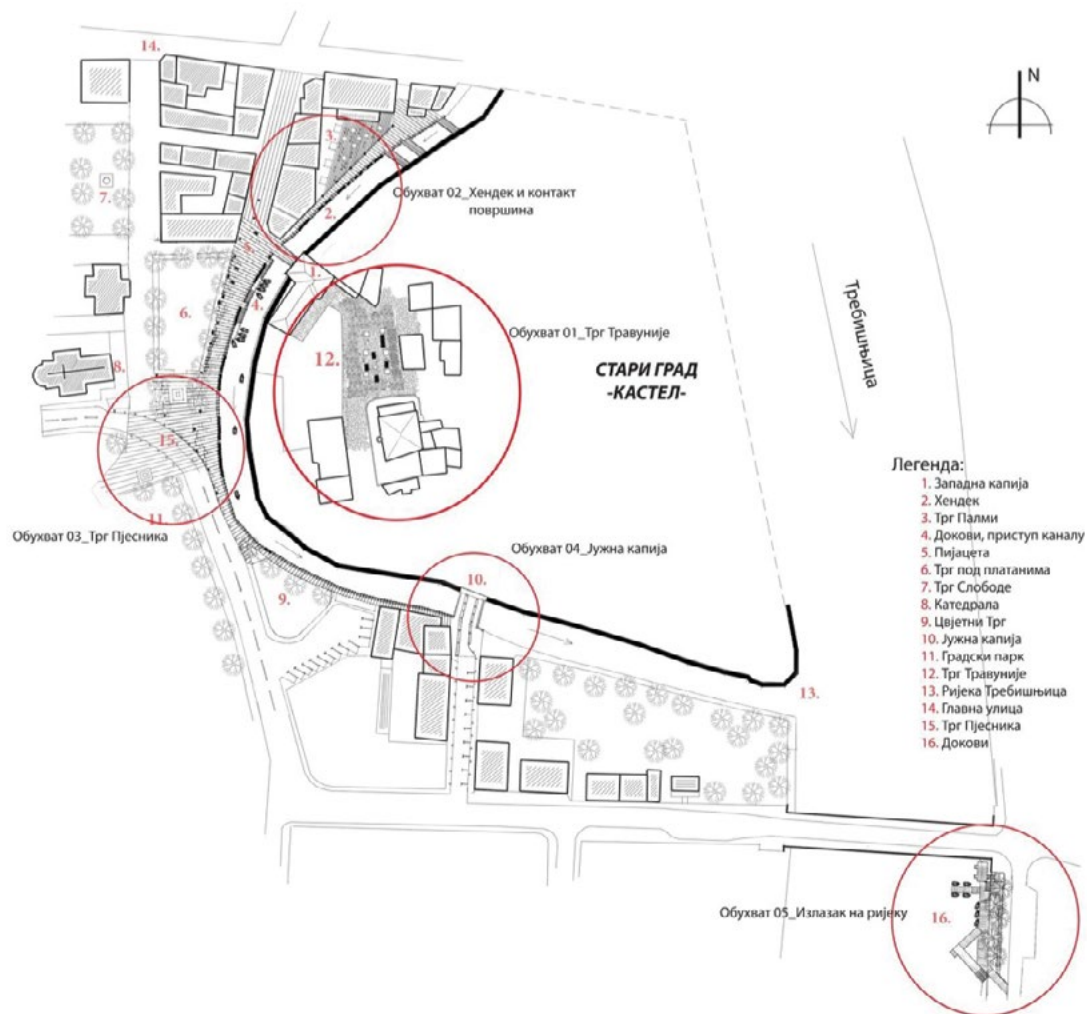 14.
N
3.
7.
Обухват 02_Хендек и контакт
површина
2.
5.
1.
4.
6.
Обухват 01_Трг Травуније
Требишњица
12.
СТАРИ ГРАД
-КАСТЕЛ-
8.
15.
11.
Обухват 03_Трг Пјесника
Обухват 04_Јужна капија
9.
10.
13.
Легенда:
1. Западна капија
2. Хендек
3. Трг Палми
4. Докови, приступ каналу
5. Пијацета
6. Трг под платанима
7. Трг Слободе
8. Катедрала
9. Цвјетни Трг
10. Јужна капија
11. Градски парк
12. Трг Травуније
13. Ријека Требишњица
14. Главна улица
15. Трг Пјесника
16. Докови
Обухват 05_Излазак на ријеку
16.